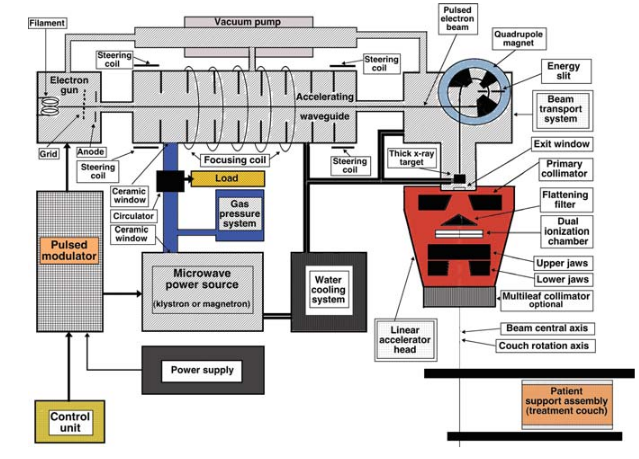 Vacuum pump
Pulsed
electron
beam
Filament
Quadrupole
magnet
Steering
coil
Steering
coil
Energy
slit
Electron
gun
Accelerating
waveguide
Beam
transport
system
Grid
Anode
Steering
coil
Focusing coil
Steering
coil
Thick x-ray
target
Exit window
Primary
collimator
Ceramic
window
Load
Circulator
Gas
pressure
system
Flattening
filter
Ceramic
window
Dual
ionization
chamber
Pulsed
modulator
Microwave
power source
(klystron or magnetron)
Water
cooling
system
Upper jaws
Lower jaws
Multileaf collimator
optional
Linear
accelerator
head
Beam central axis
Couch rotation axis
Power supply
Patient
support assembly
(treatment couch)
Control
unit